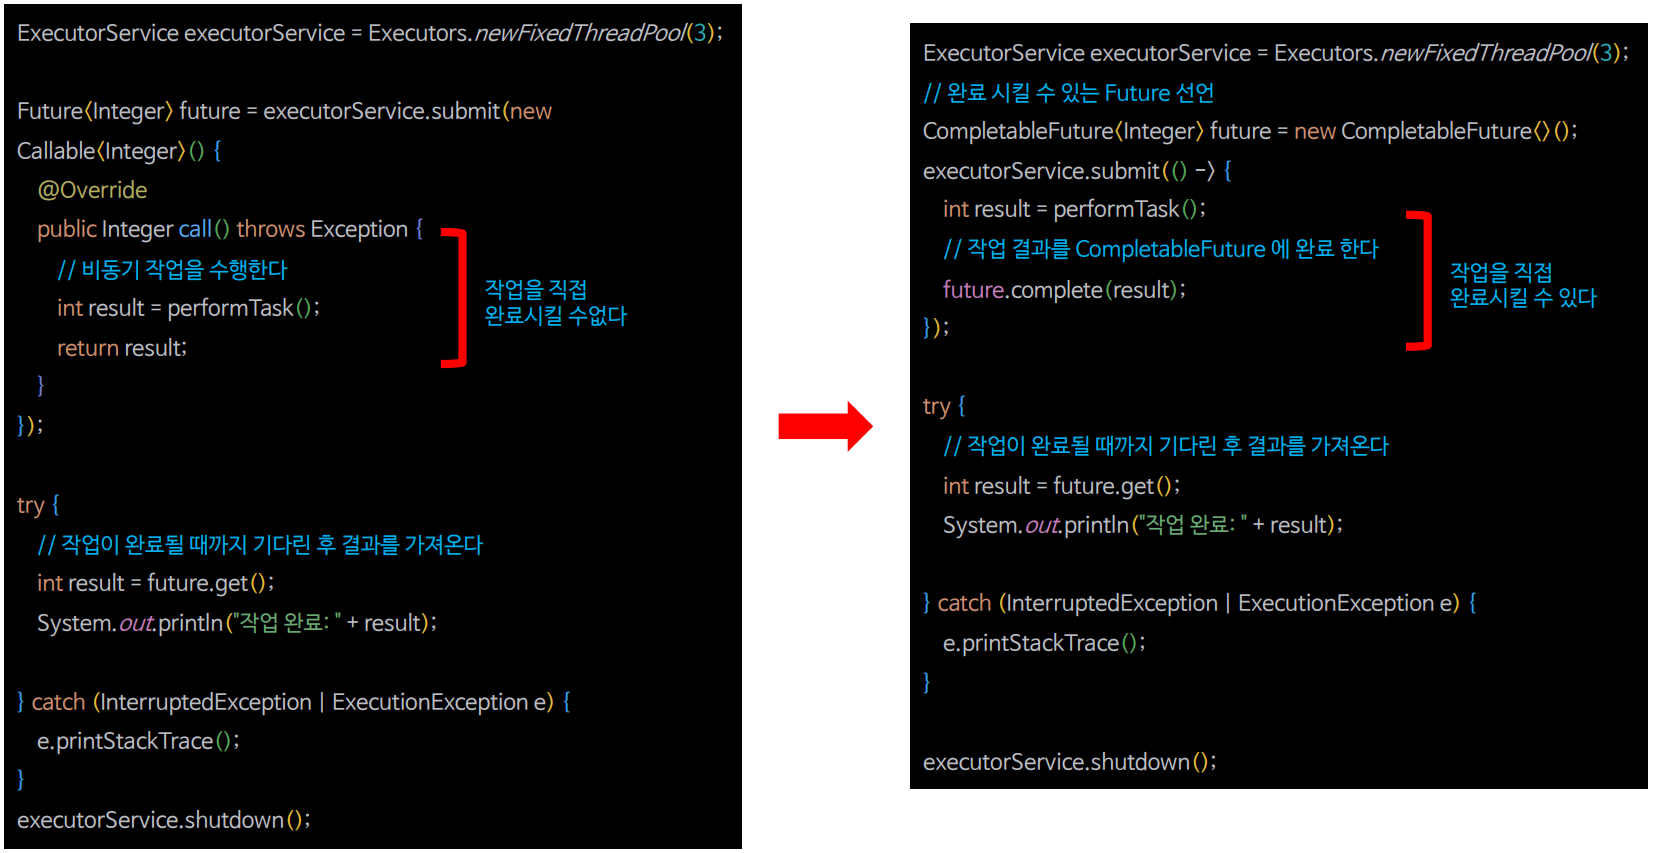 ExecutorService executorService = Executors.newFixedThreadPool(3);
Future<Integer> future = executorService.submit(new
Callable<Integer>() {
@Override
public Integer call() throws Exception {
// 비동기 작업을 수행한다
int result = performTask();
return result;
}
});
작업을 직접
완료시킬 수없다
try {
// 작업이 완료될 때까지 기다린 후 결과를 가져온다
int result = future.get();
System.out.println("작업 완료: " + result);
} catch (InterruptedException | ExecutionException e) {
e.printStackTrace();
}
executorService.shutdown();
ExecutorService executorService = Executors.newFixedThreadPool(3);
// 완료 시킬 수 있는 Future 선언
CompletableFuture<Integer> future = new CompletableFuture<>();
executorService.submit(() -> {
int result = performTask();
// 작업 결과를 CompletableFuture 에 완료 한다
future.complete(result);
});
작업을 직접
완료시킬 수 있다
try {
// 작업이 완료될 때까지 기다린 후 결과를 가져온다
int result = future.get();
System.out.println("작업 완료: " + result);
} catch (InterruptedException | ExecutionException e) {
e.printStackTrace();
}
executorService.shutdown();